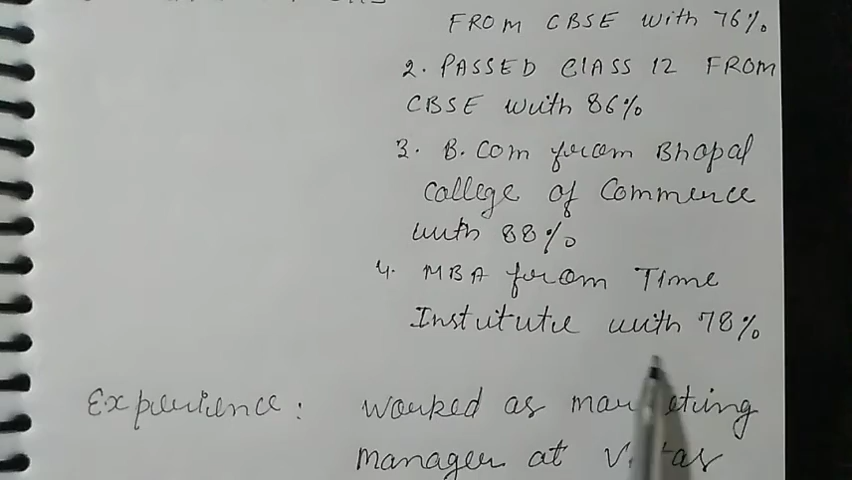 FROM CBSE with 76%
2. PASSED CLASS 12 FROM
CBSE with 86%
3. B.Com from Bhopal
College of Commerce
with 88%
4. MBA from Time
Institute with 78%
Experience: Worked as marketing
manager at